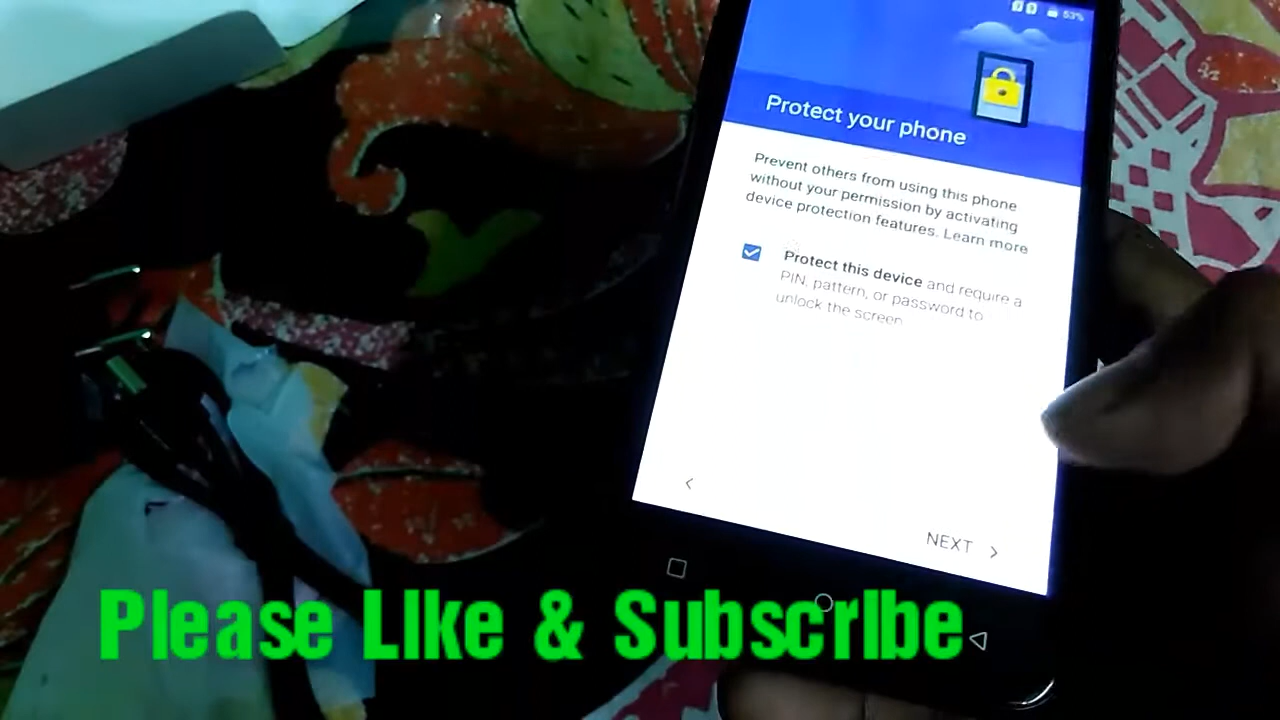 53%
Protect your phone
Prevent others from using this phone
without your permission by activating
device protection features. Learn more
Protect this device and require a
PIN, pattern, or password to
unlock the screen.
NEXT
Please LIke & SubscrIbe